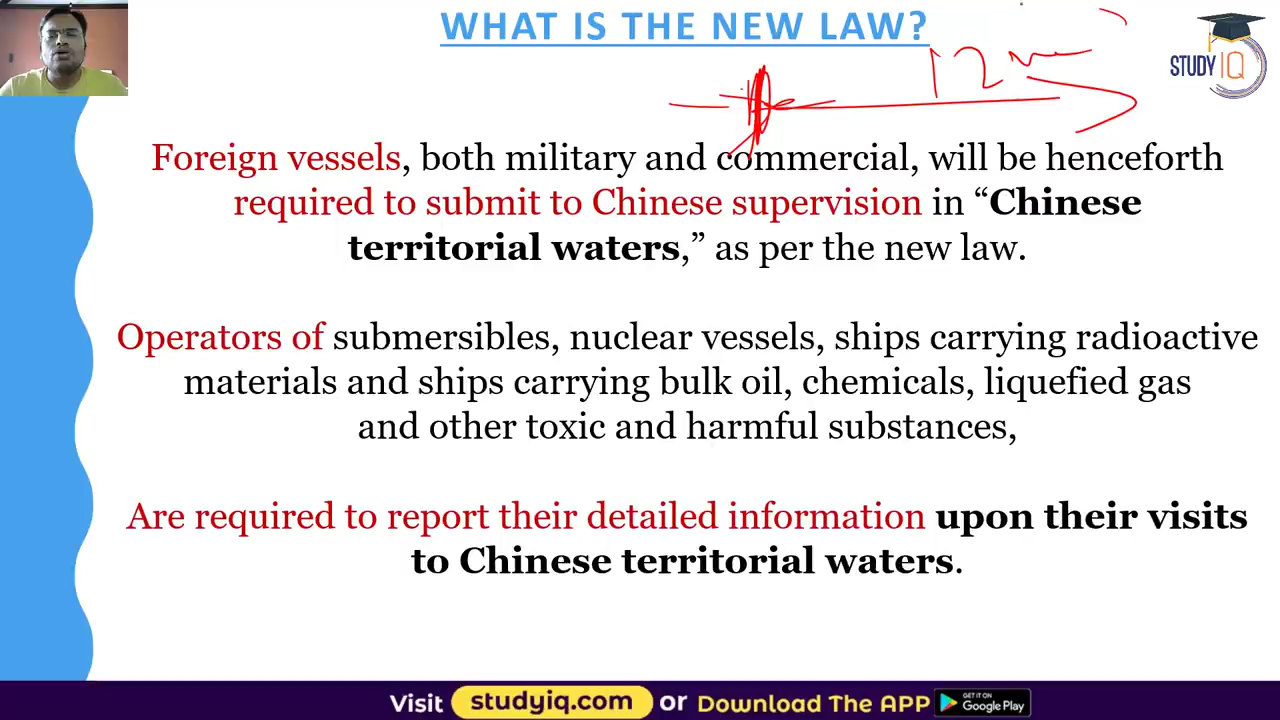 WHAT IS THE NEW LAW?
12
STUDY IQ
Foreign vessels, both military and commercial, will be henceforth
required to submit to Chinese supervision in “Chinese
territorial waters,” as per the new law.
Operators of submersibles, nuclear vessels, ships carrying radioactive
materials and ships carrying bulk oil, chemicals, liquefied gas
and other toxic and harmful substances,
Are required to report their detailed information upon their visits
to Chinese territorial waters.
Visit studyiq.com or Download The APP GET IT ON Google Play